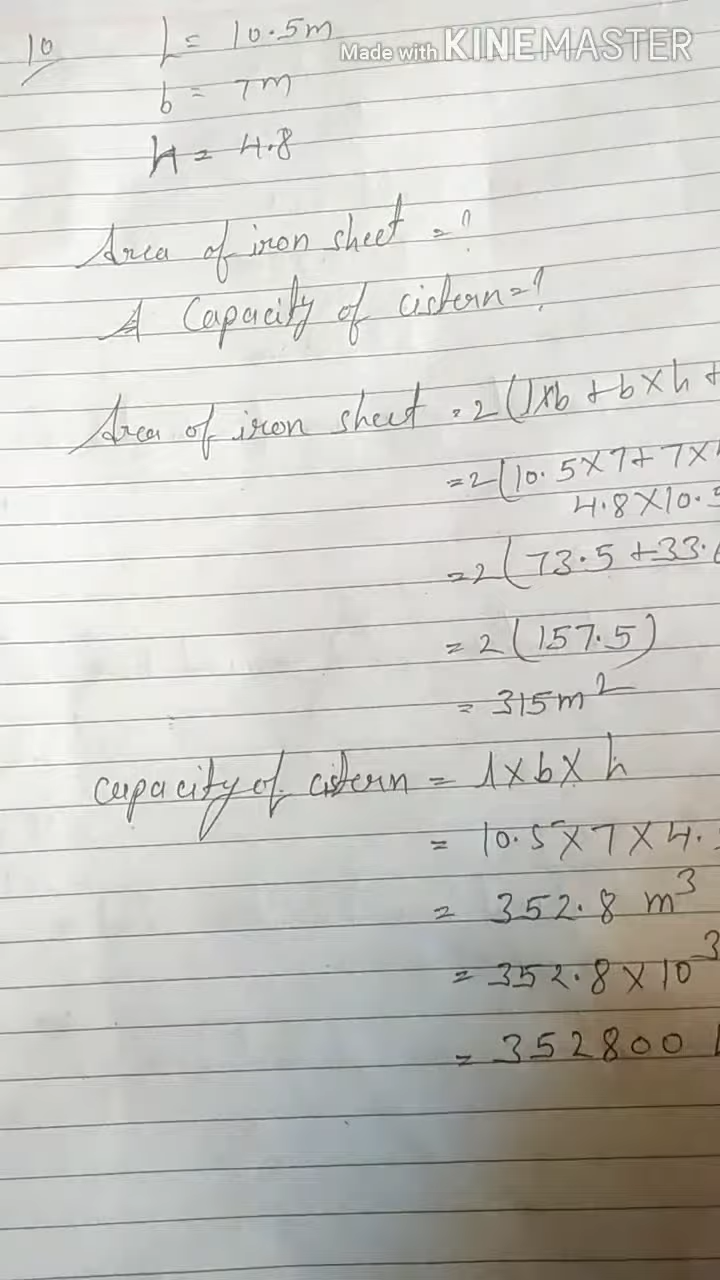 10
l = 10.5m
Made with KINEMASTER
b = 7m
h = 4.8
Area of iron sheet = ?
Capacity of cistern = ?
Area of iron sheet = 2(l×b + b×h +
= 2(10.5×7+7×
4.8×10.5
= 2(73.5+33.6
= 2(157.5)
= 315m²
capacity of cistern = l×b×h
= 10.5×7×4.
= 352.8 m³
= 352.8×10³
= 352800 l